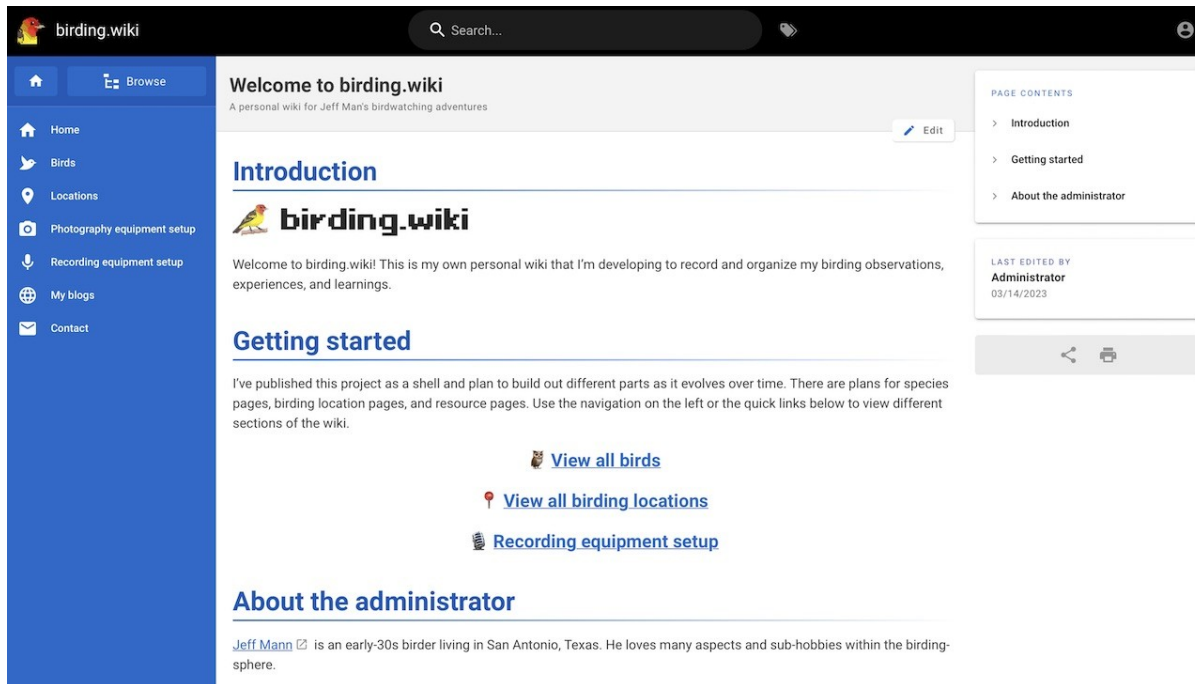 birding.wiki
Search...
Browse
Home
Birds
Locations
Photography equipment setup
Recording equipment setup
My blogs
Contact
Welcome to birding.wiki
A personal wiki for Jeff Man's birdwatching adventures
Edit
Introduction
birding.wiki
Welcome to birding.wiki! This is my own personal wiki that I'm developing to record and organize my birding observations,
experiences, and learnings.
Getting started
I've published this project as a shell and plan to build out different parts as it evolves over time. There are plans for species
pages, birding location pages, and resource pages. Use the navigation on the left or the quick links below to view different
sections of the wiki.
View all birds
View all birding locations
Recording equipment setup
About the administrator
Jeff Mann is an early-30s birder living in San Antonio, Texas. He loves many aspects and sub-hobbies within the birding-
sphere.
PAGE CONTENTS
Introduction
Getting started
About the administrator
LAST EDITED BY
Administrator
03/14/2023